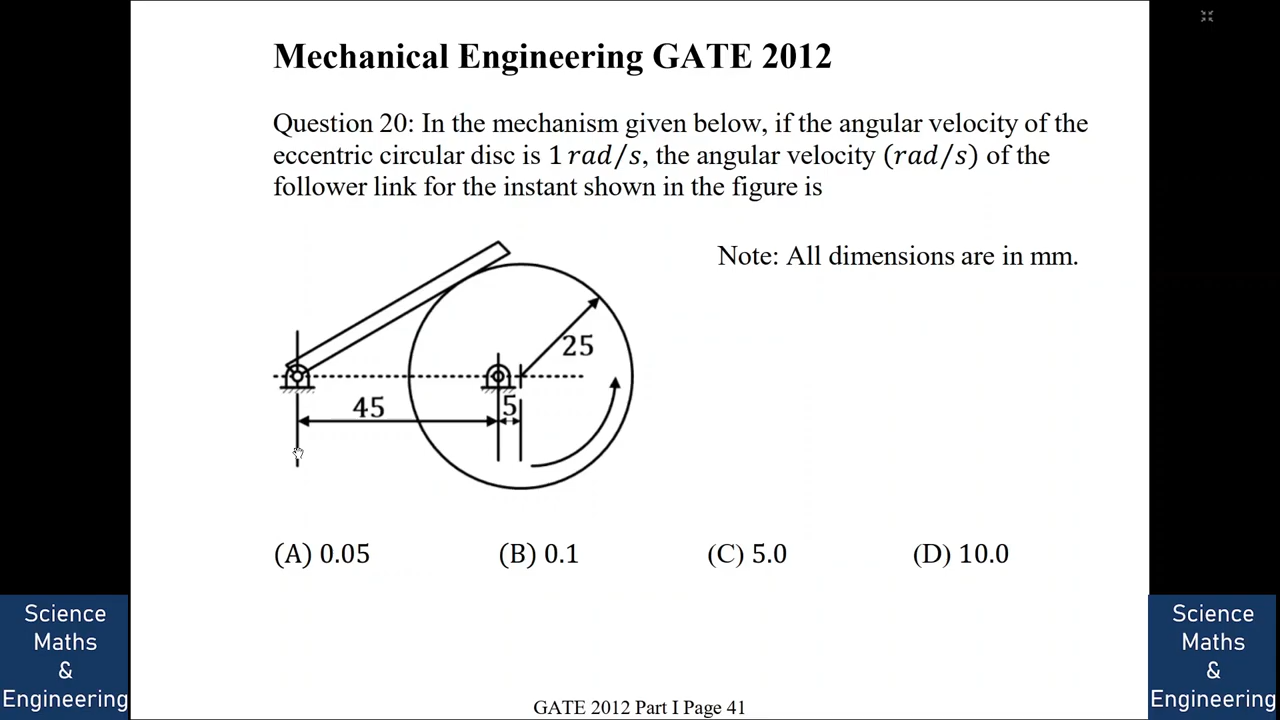 Mechanical Engineering GATE 2012
Question 20: In the mechanism given below, if the angular velocity of the
eccentric circular disc is 1 rad/s, the angular velocity (rad/s) of the
follower link for the instant shown in the figure is
Note: All dimensions are in mm.
25
45
5
(A) 0.05 (B) 0.1 (C) 5.0 (D) 10.0
Science
Maths
&
Engineering
Science
Maths
&
Engineering
GATE 2012 Part I Page 41